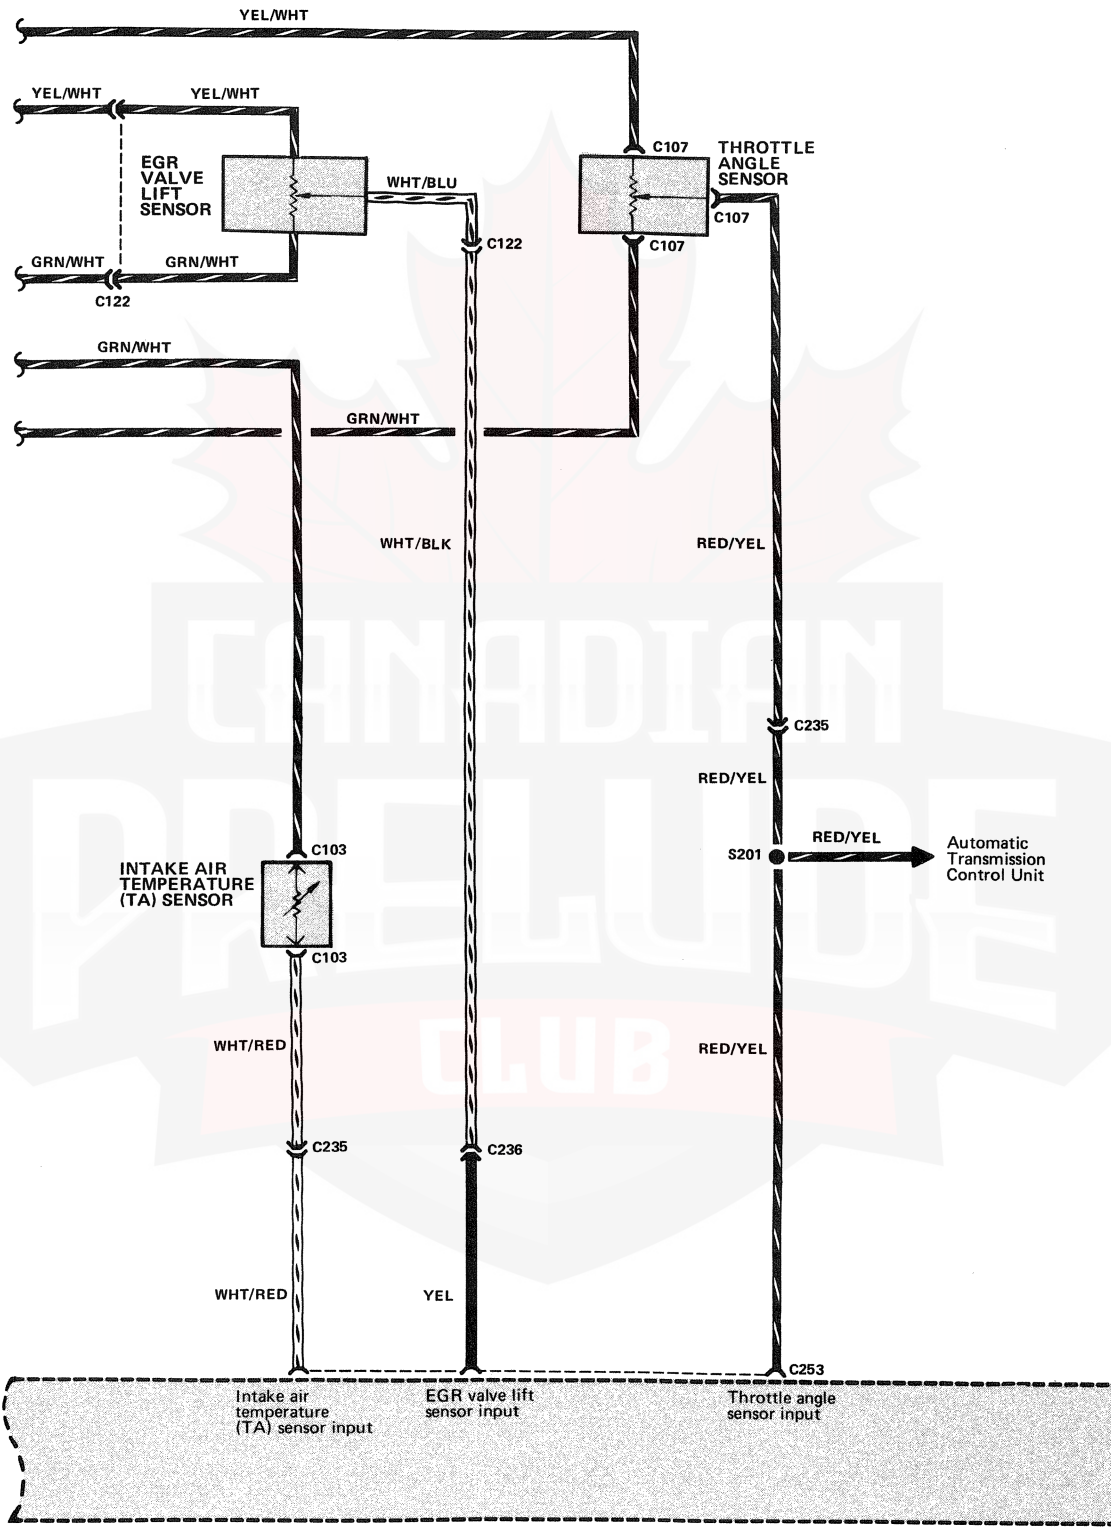 YEL/WHT
YEL/WHT
YEL/WHT
EGR
VALVE
LIFT
SENSOR
WHT/BLU
C107
THROTTLE
ANGLE
SENSOR
C107
C107
C122
GRN/WHT
GRN/WHT
C122
GRN/WHT
GRN/WHT
WHT/BLK
RED/YEL
CANADIAN
PRELUDE
CLUB
C235
RED/YEL
S201
RED/YEL
Automatic
Transmission
Control Unit
C103
INTAKE AIR
TEMPERATURE
(TA) SENSOR
C103
WHT/RED
RED/YEL
C235
C236
WHT/RED
YEL
C253
Intake air
temperature
(TA) sensor input
EGR valve lift
sensor input
Throttle angle
sensor input